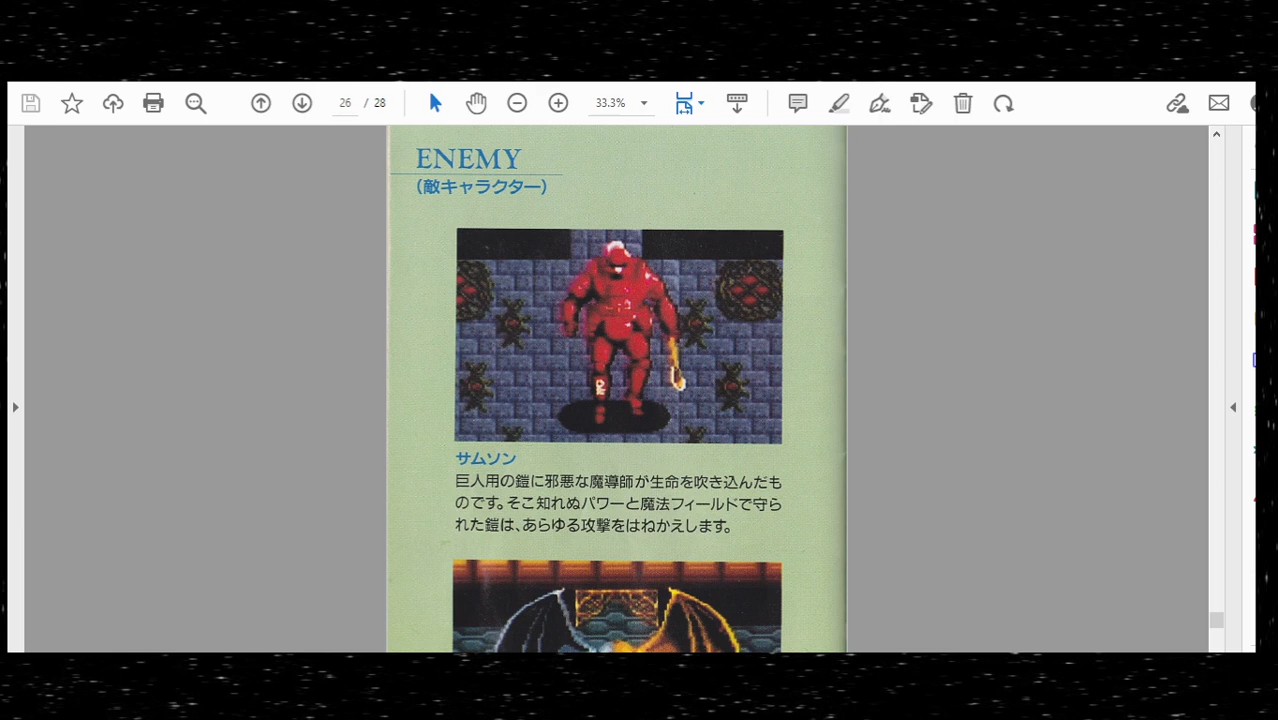 26 / 28
33.3%
ENEMY
(敵キャラクター)
サムソン
巨人用の鎧に邪悪な魔導師が生命を吹き込んだも
のです。そこ知れぬパワーと魔法フィールドで守ら
れた鎧は、あらゆる攻撃をはねかえします。